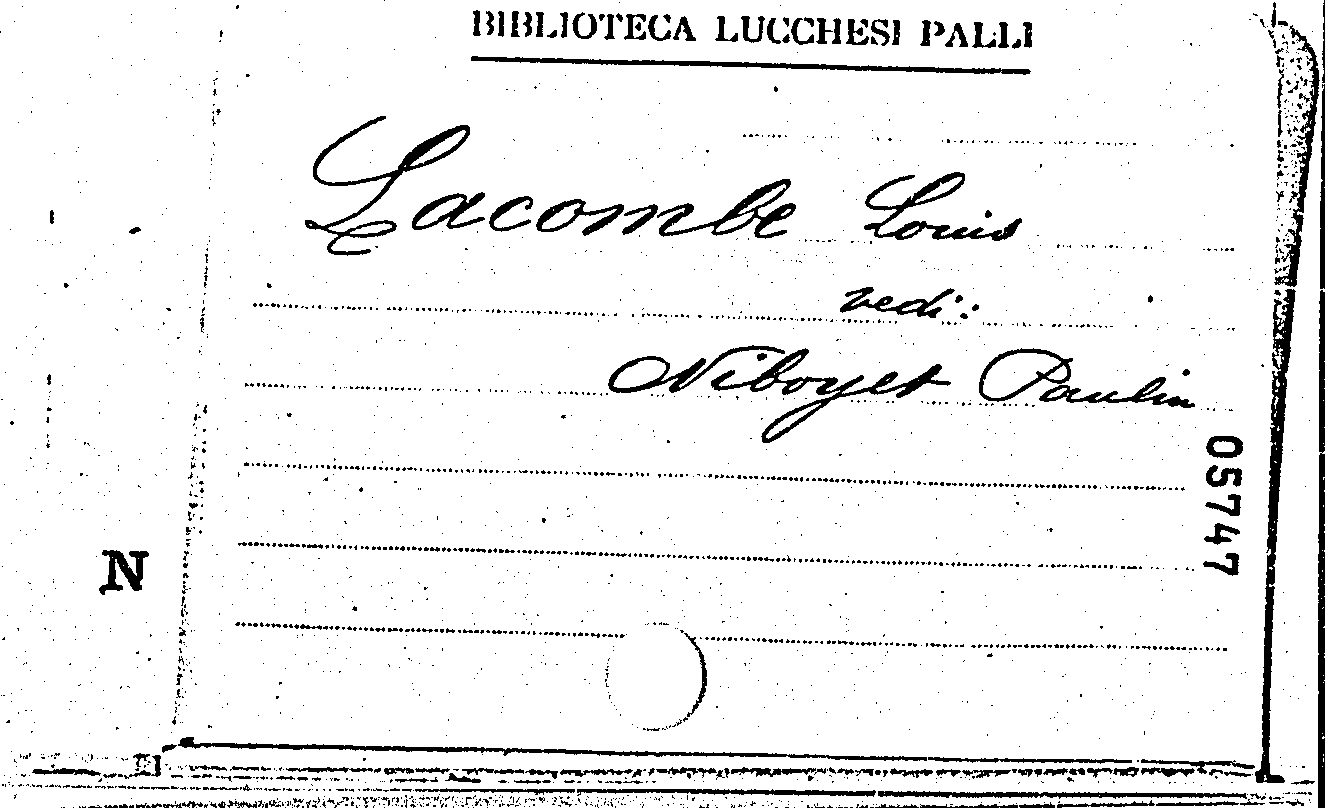 BIBLIOTECA LUCCHESI PALLI
Lacombe Louis
vedi:
Niboyet Paulin
05747
N